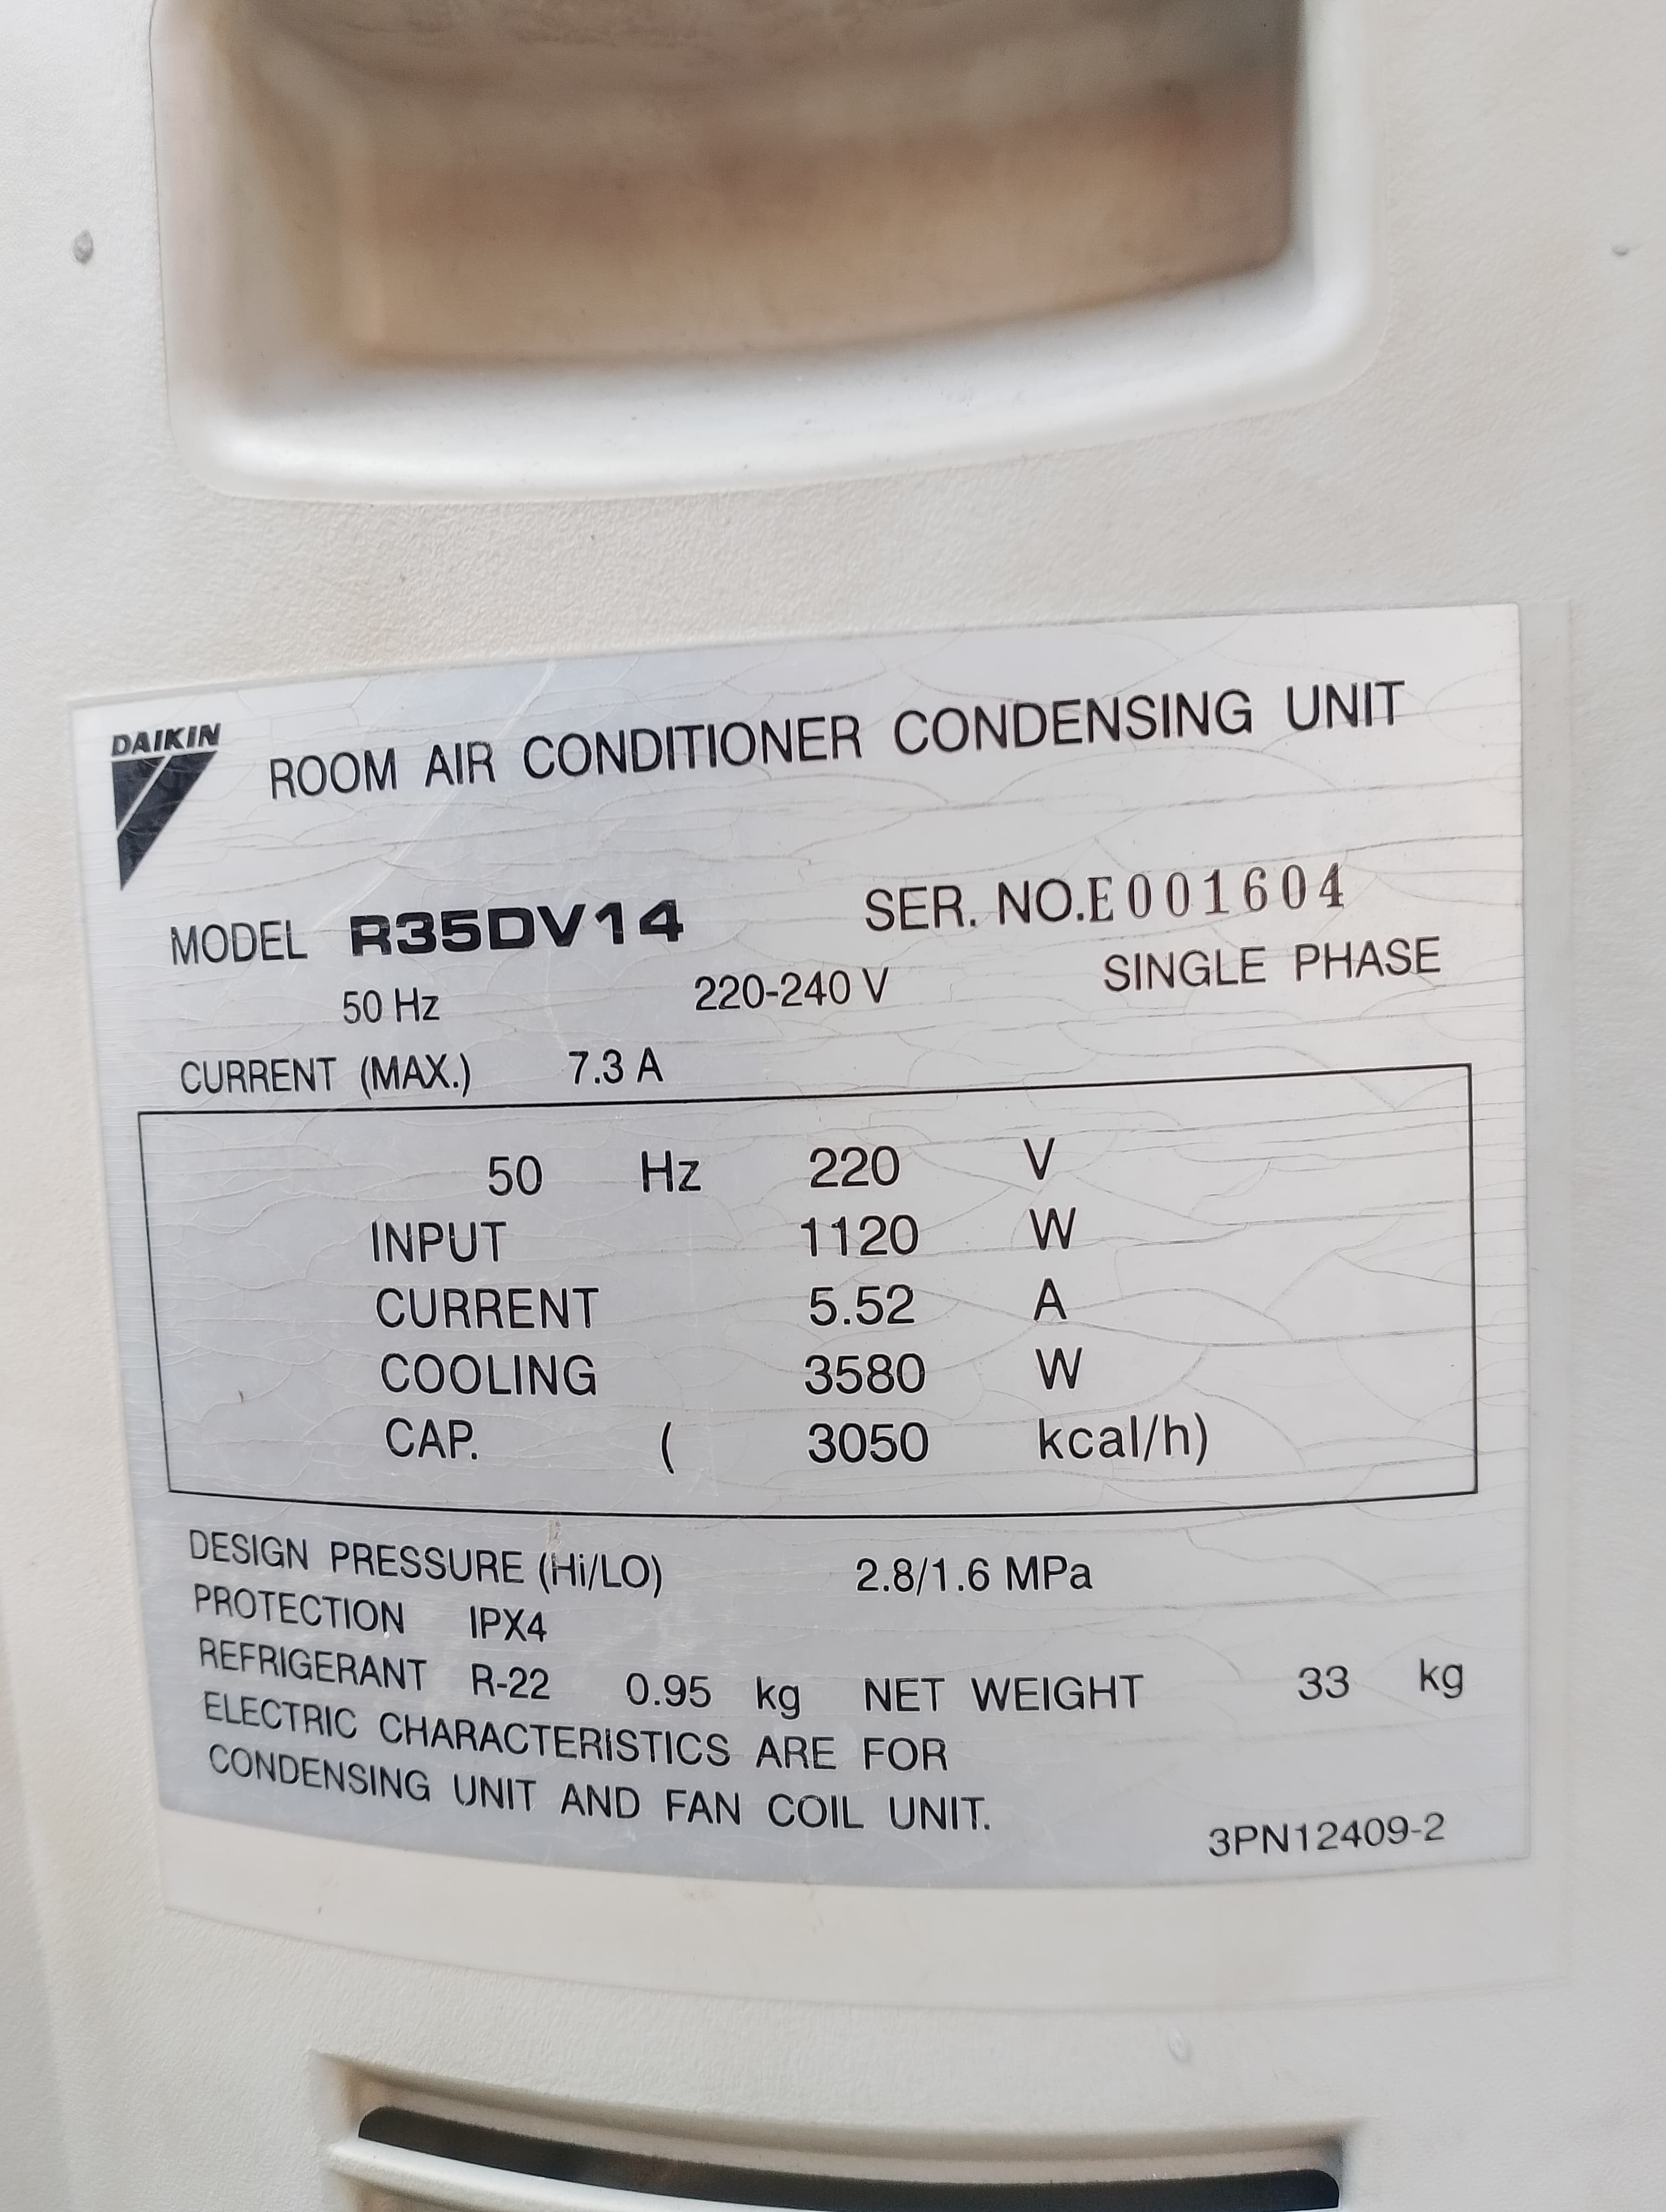 DAIKIN
ROOM AIR CONDITIONER CONDENSING UNIT
MODEL R35DV14 SER. NO.E001604
50 Hz 220-240 V SINGLE PHASE
CURRENT (MAX.) 7.3 A
50 Hz 220 V
INPUT 1120 W
CURRENT 5.52 A
COOLING 3580 W
CAP. ( 3050 kcal/h)
DESIGN PRESSURE (Hi/LO) 2.8/1.6 MPa
PROTECTION IPX4
REFRIGERANT R-22 0.95 kg NET WEIGHT 33 kg
ELECTRIC CHARACTERISTICS ARE FOR
CONDENSING UNIT AND FAN COIL UNIT.
3PN12409-2